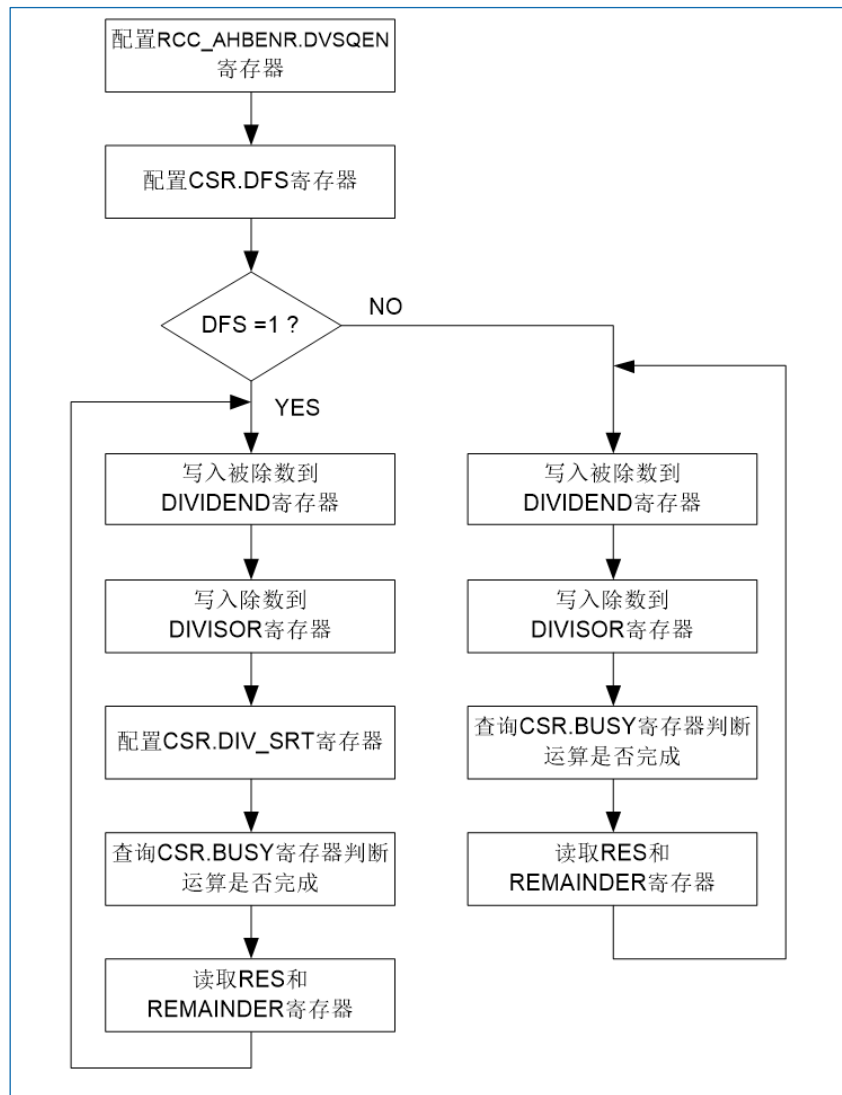 配置RCC_AHBENR.DVSQEN
寄存器
配置CSR.DFS寄存器
DFS =1 ?
NO
YES
写入被除数到
DIVIDEND寄存器
写入除数到
DIVISOR寄存器
配置CSR.DIV_SRT寄存器
查询CSR.BUSY寄存器判断
运算是否完成
读取RES和
REMAINDER寄存器
写入被除数到
DIVIDEND寄存器
写入除数到
DIVISOR寄存器
查询CSR.BUSY寄存器判断
运算是否完成
读取RES和
REMAINDER寄存器